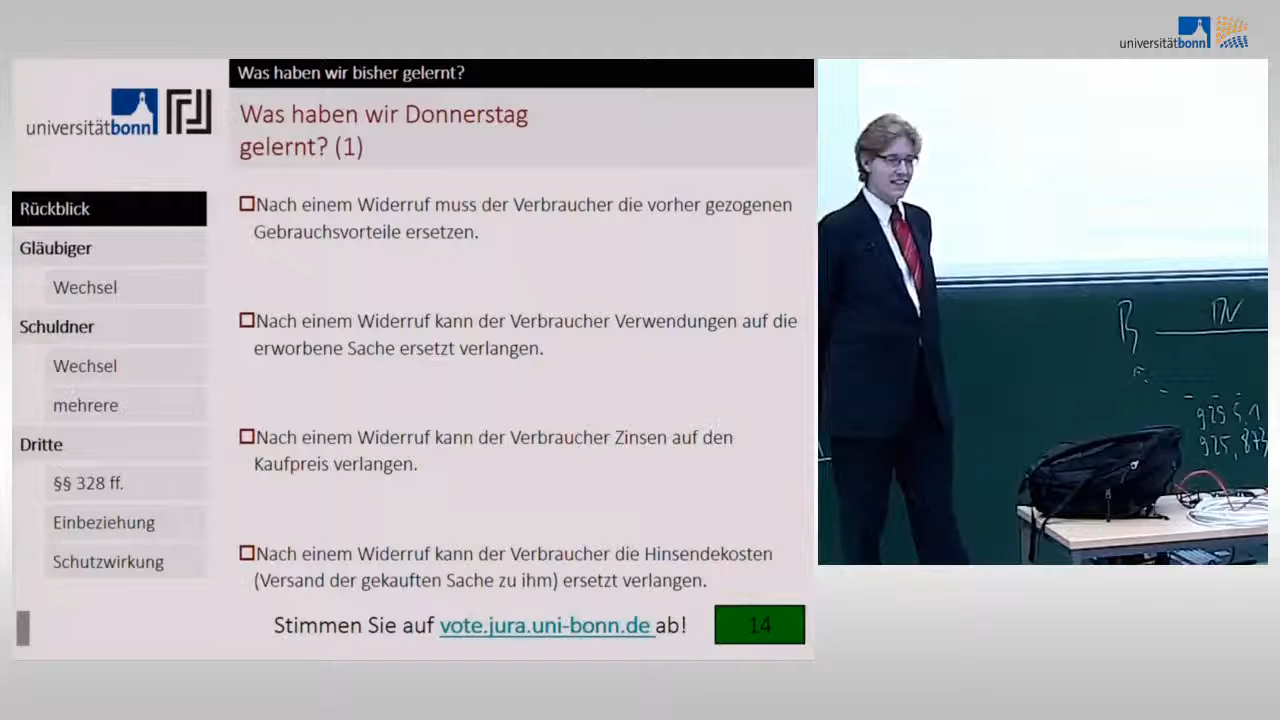 universitätbonn
Was haben wir bisher gelernt?
universitätbonn
Was haben wir Donnerstag
gelernt? (1)
Rückblick
Gläubiger
Wechsel
Schuldner
Wechsel
mehrere
Dritte
§§ 328 ff.
Einbeziehung
Schutzwirkung
Nach einem Widerruf muss der Verbraucher die vorher gezogenen
Gebrauchsvorteile ersetzen.
Nach einem Widerruf kann der Verbraucher Verwendungen auf die
erworbene Sache ersetzt verlangen.
Nach einem Widerruf kann der Verbraucher Zinsen auf den
Kaufpreis verlangen.
Nach einem Widerruf kann der Verbraucher die Hinsendekosten
(Versand der gekauften Sache zu ihm) ersetzt verlangen.
Stimmen Sie auf vote.jura.uni-bonn.de ab!
14